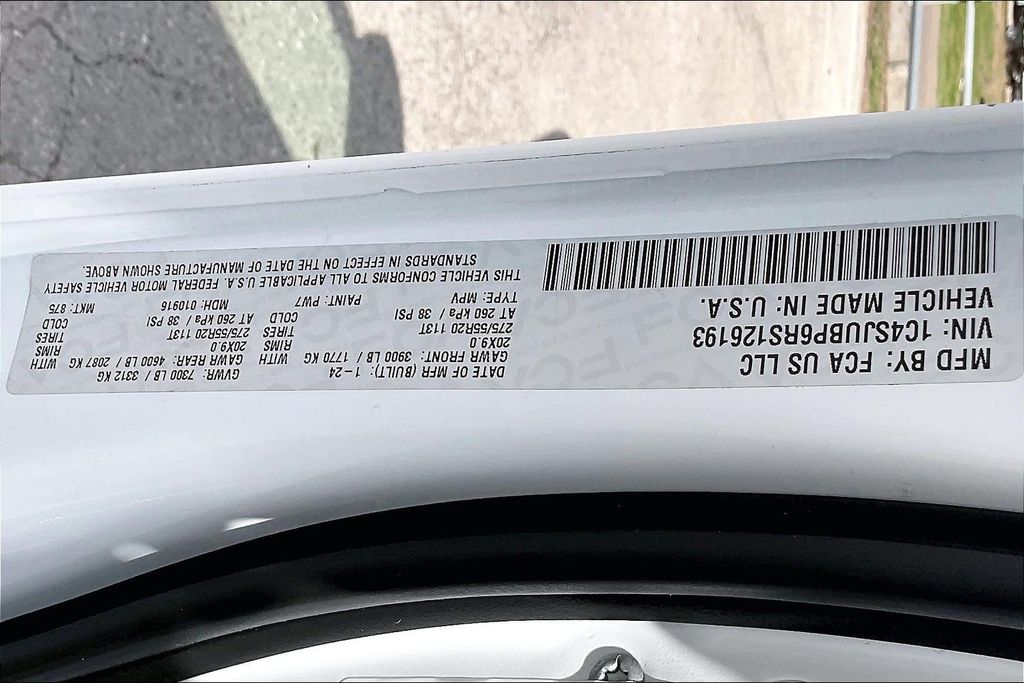 MFD BY: FCA US LLC
VIN: 1C4SJUBP6RS126193
VEHICLE MADE IN: U.S.A.
DATE OF MFR (BUILT): 1-24 GVWR: 7300 LB / 3312 KG
GAWR FRONT: 3900 LB / 1770 KG WITH GAWR REAR: 4600 LB / 2087 KG WITH
20X9.0 RIMS 20X9.0 RIMS
275/55R20 113T TIRES 275/55R20 113T TIRES
AT 260 kPa / 38 PSI COLD AT 260 kPa / 38 PSI COLD
TYPE: MPV PAINT: PW7 MDH: 010916 MKT: 875
THIS VEHICLE CONFORMS TO ALL APPLICABLE U.S.A. FEDERAL MOTOR VEHICLE SAFETY
STANDARDS IN EFFECT ON THE DATE OF MANUFACTURE SHOWN ABOVE.